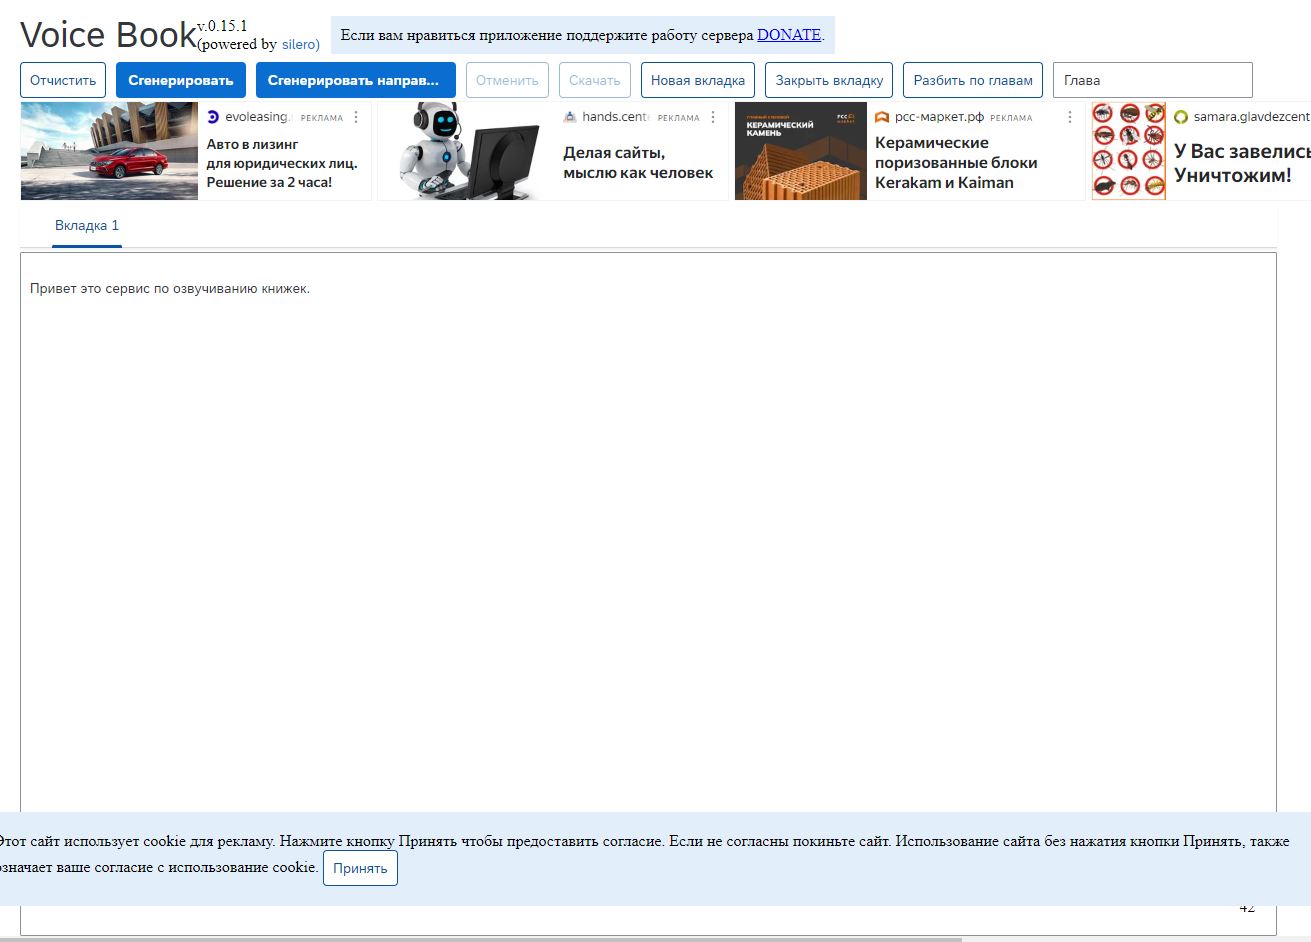 Voice Book v.0.15.1
(powered by silero)
Если вам нравиться приложение поддержите работу сервера DONATE.
Отчистить Сгенерировать Сгенерировать направ... Отменить Скачать Новая вкладка Закрыть вкладку Разбить по главам Глава
evoleasing. РЕКЛАМА
Авто в лизинг
для юридических лиц.
Решение за 2 часа!
hands.cent РЕКЛАМА
Делая сайты,
мыслю как человек
КЕРАМИЧЕСКИЙ
КАМЕНЬ
РСС
рсс-маркет.рф РЕКЛАМА
Керамические
поризованные блоки
Kerakam и Kaiman
samara.glavdezcent
У Вас завелись
Уничтожим!
Вкладка 1
Привет это сервис по озвучиванию книжек.
Этот сайт использует cookie для рекламу. Нажмите кнопку Принять чтобы предоставить согласие. Если не согласны покиньте сайт. Использование сайта без нажатия кнопки Принять, также
означает ваше согласие с использование cookie. Принять
42